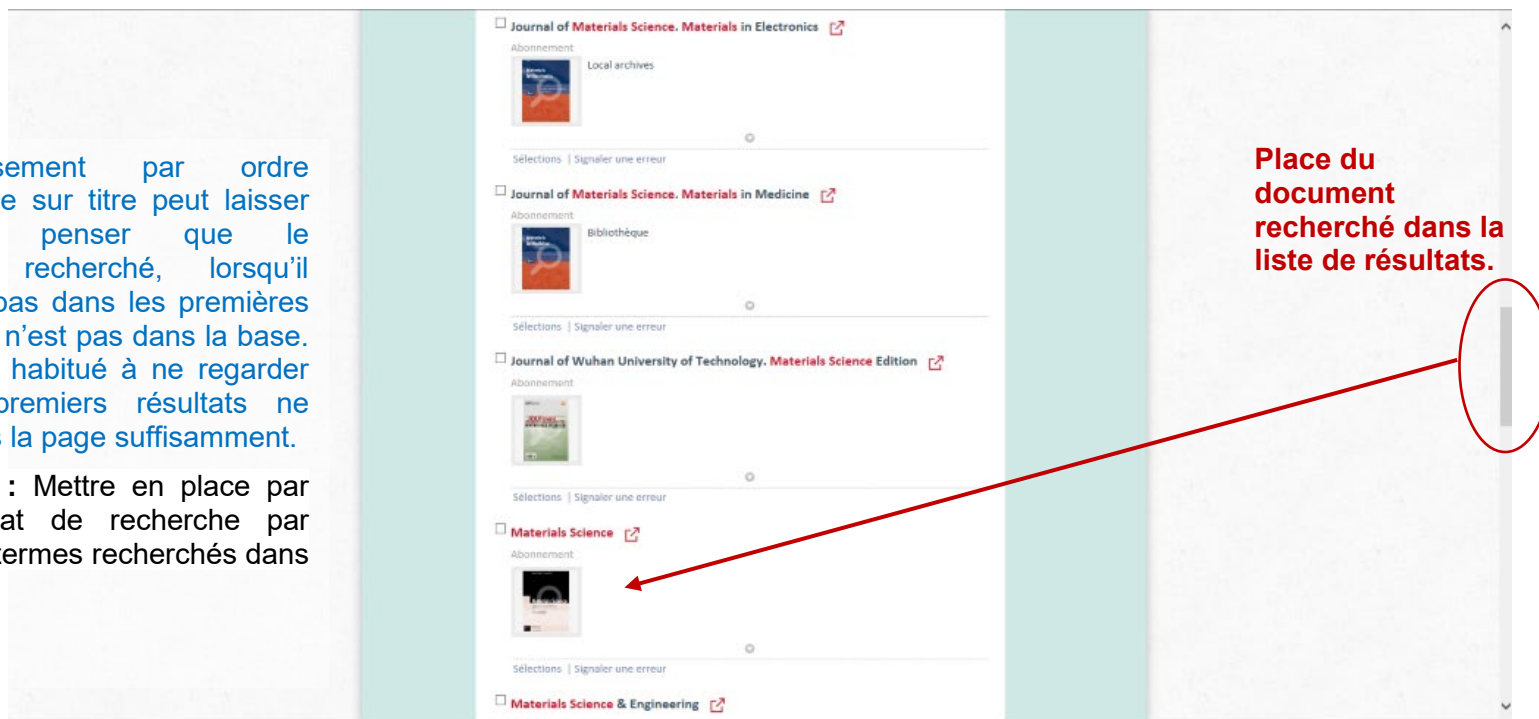 sement par ordre
e sur titre peut laisser
penser que le
recherché, lorsqu'il
pas dans les premières
n'est pas dans la base.
habitué à ne regarder
premiers résultats ne
s la page suffisamment.
: Mettre en place par
at de recherche par
termes recherchés dans
Journal of Materials Science. Materials in Electronics
Abonnement
Local archives
Sélections | Signaler une erreur
Journal of Materials Science. Materials in Medicine
Abonnement
Bibliothèque
Sélections | Signaler une erreur
Journal of Wuhan University of Technology. Materials Science Edition
Abonnement
Sélections | Signaler une erreur
Materials Science
Abonnement
Sélections | Signaler une erreur
Materials Science & Engineering
Place du
document
recherché dans la
liste de résultats.